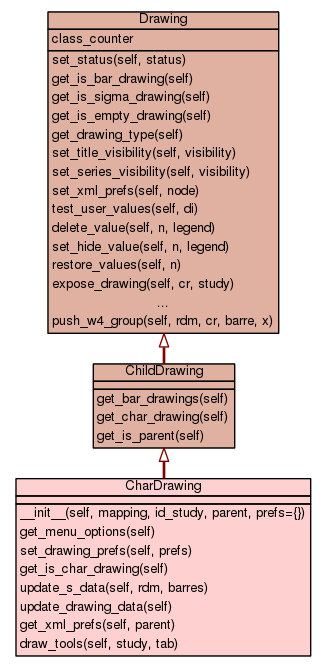 Drawing
class_counter
set_status(self, status)
get_is_bar_drawing(self)
get_is_sigma_drawing(self)
get_is_empty_drawing(self)
get_drawing_type(self)
set_title_visibility(self, visibility)
set_series_visibility(self, visibility)
set_xml_prefs(self, node)
test_user_values(self, di)
delete_value(self, n, legend)
set_hide_value(self, n, legend)
restore_values(self, n)
expose_drawing(self, cr, study)
...
push_w4_group(self, rdm, cr, barre, x)
ChildDrawing
get_bar_drawings(self)
get_char_drawing(self)
get_is_parent(self)
CharDrawing
__init__(self, mapping, id_study, parent, prefs={})
get_menu_options(self)
set_drawing_prefs(self, prefs)
get_is_char_drawing(self)
update_s_data(self, rdm, barres)
update_drawing_data(self)
get_xml_prefs(self, parent)
draw_tools(self, study, tab)